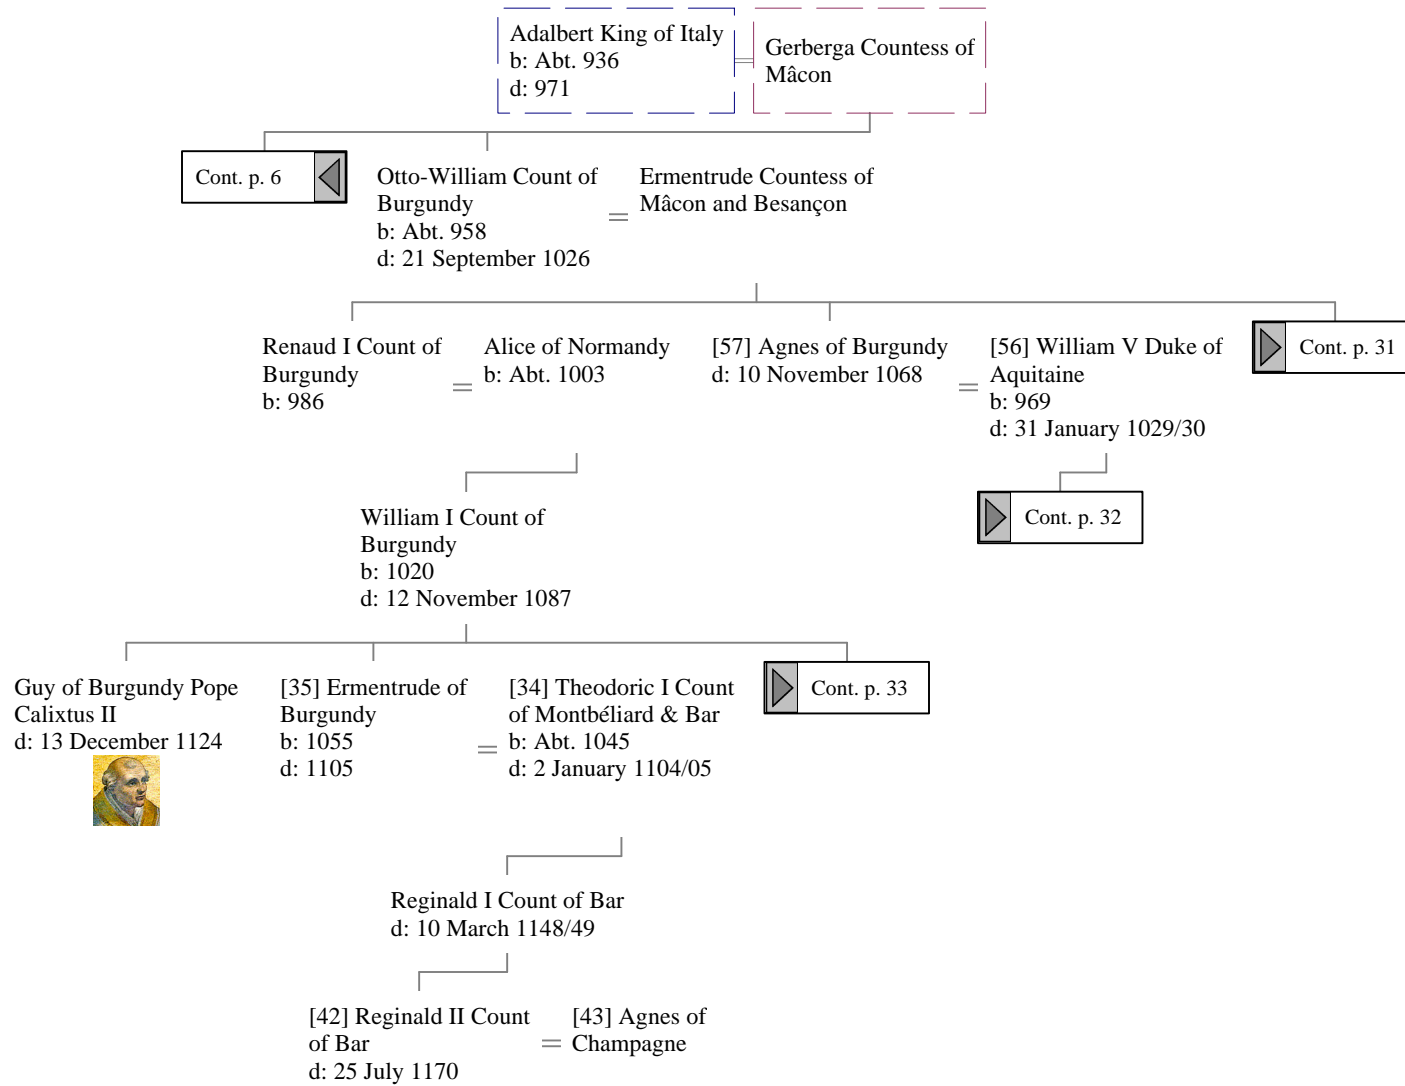 Adalbert King of Italy
b: Abt. 936
d: 971
Gerberga Countess of
Mâcon
Cont. p. 6
Otto-William Count of
Burgundy
b: Abt. 958
d: 21 September 1026
=
Ermentrude Countess of
Mâcon and Besançon
Renaud I Count of
Burgundy
b: 986
=
Alice of Normandy
b: Abt. 1003
[57] Agnes of Burgundy
d: 10 November 1068
=
[56] William V Duke of
Aquitaine
b: 969
d: 31 January 1029/30
Cont. p. 31
Cont. p. 32
William I Count of
Burgundy
b: 1020
d: 12 November 1087
Guy of Burgundy Pope
Calixtus II
d: 13 December 1124
[35] Ermentrude of
Burgundy
b: 1055
d: 1105
=
[34] Theodoric I Count
of Montbéliard & Bar
b: Abt. 1045
d: 2 January 1104/05
Cont. p. 33
Reginald I Count of Bar
d: 10 March 1148/49
[42] Reginald II Count
of Bar
d: 25 July 1170
=
[43] Agnes of
Champagne